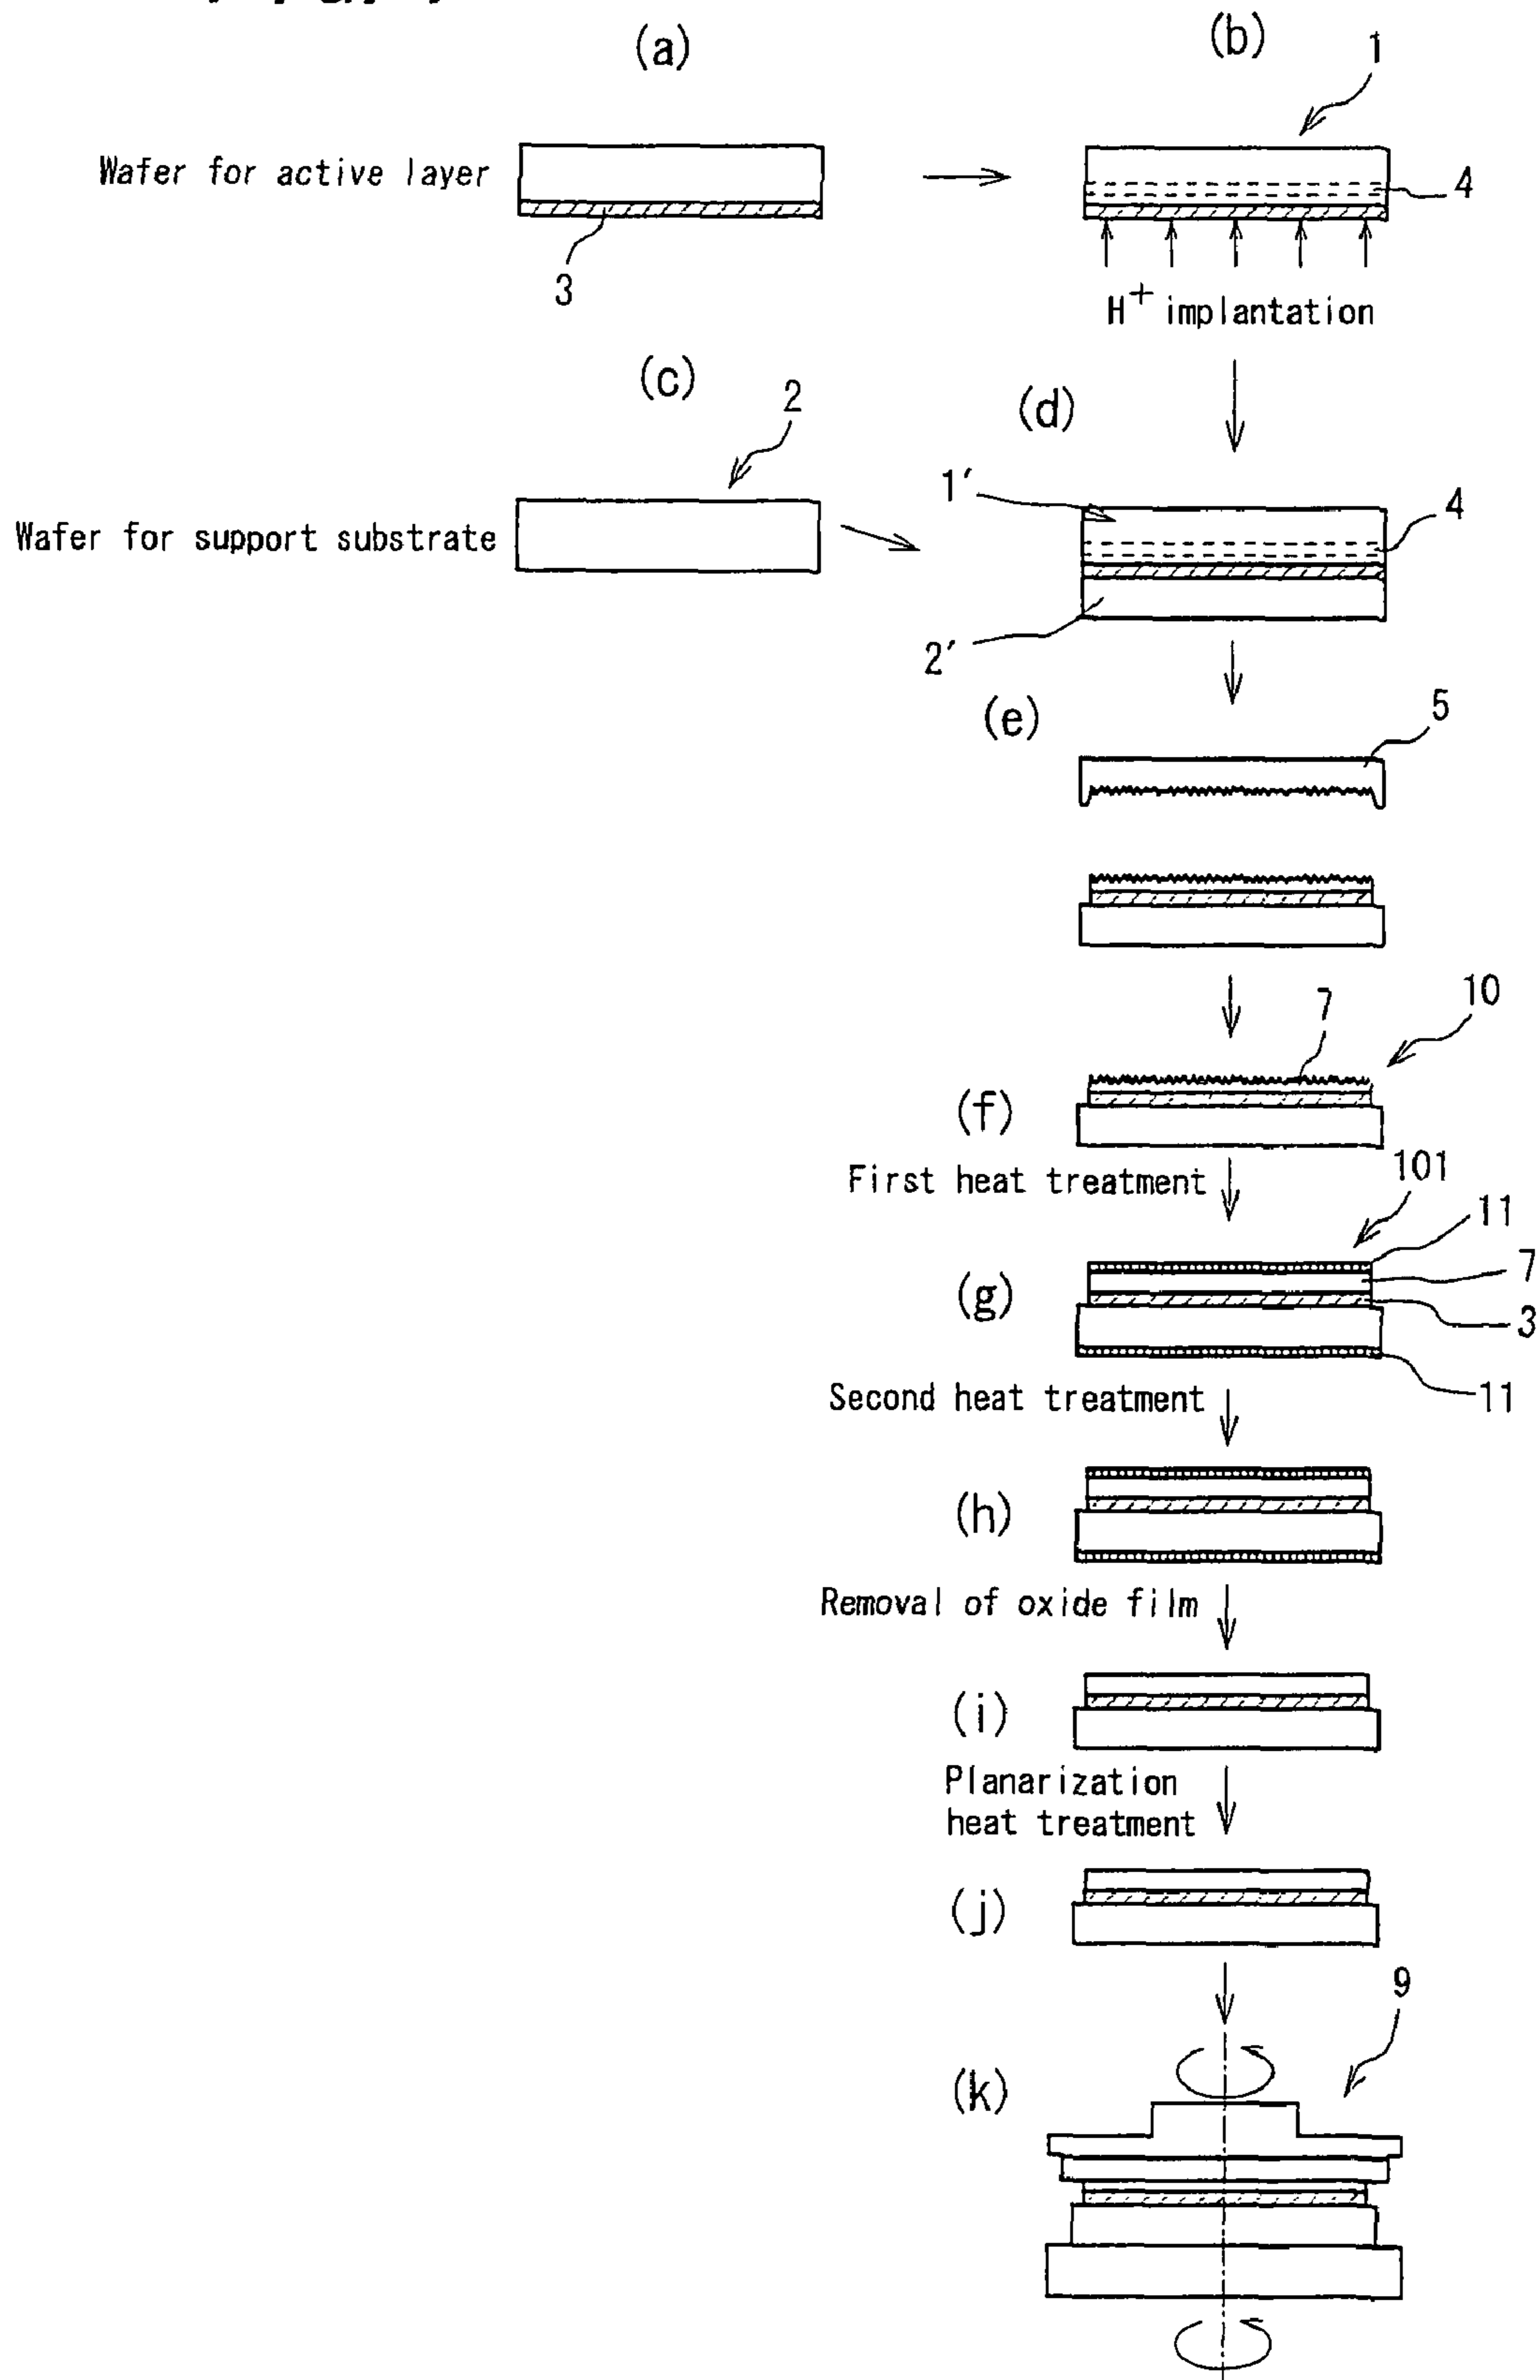 (a)
(b)
1
Wafer for active layer
4
3
H+ implantation
(c)
2
(d)
1′
4
Wafer for support substrate
2′
(e)
5
7
10
(f)
First heat treatment
101
11
(g)
7
3
11
Second heat treatment
(h)
Removal of oxide film
(i)
Planarization
heat treatment
(j)
9
(k)